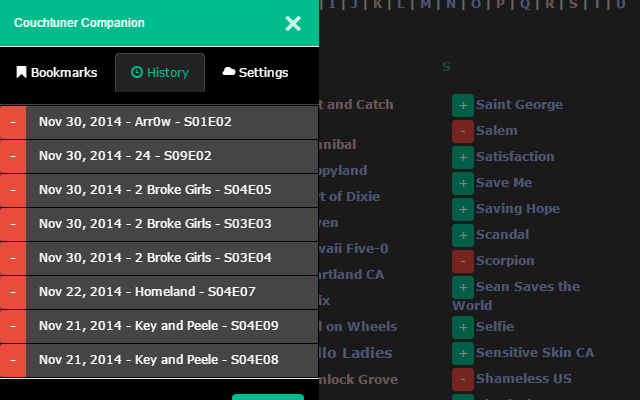 Couchtuner Companion
Bookmarks
History
Settings
- Nov 30, 2014 - Arr0w - S01E02
- Nov 30, 2014 - 24 - S09E02
- Nov 30, 2014 - 2 Broke Girls - S04E05
- Nov 30, 2014 - 2 Broke Girls - S03E03
- Nov 30, 2014 - 2 Broke Girls - S03E04
- Nov 22, 2014 - Homeland - S04E07
- Nov 21, 2014 - Key and Peele - S04E09
- Nov 21, 2014 - Key and Peele - S04E08
| I | J | K | L | M | N | O | P | Q | R | S | T | U
S
t and Catch
nnibal
ppyland
rt of Dixie
ven
waii Five-0
artland CA
ix
l on Wheels
llo Ladies
mlock Grove
+ Saint George
- Salem
+ Satisfaction
+ Save Me
+ Saving Hope
+ Scandal
- Scorpion
+ Sean Saves the
World
+ Selfie
+ Sensitive Skin CA
- Shameless US